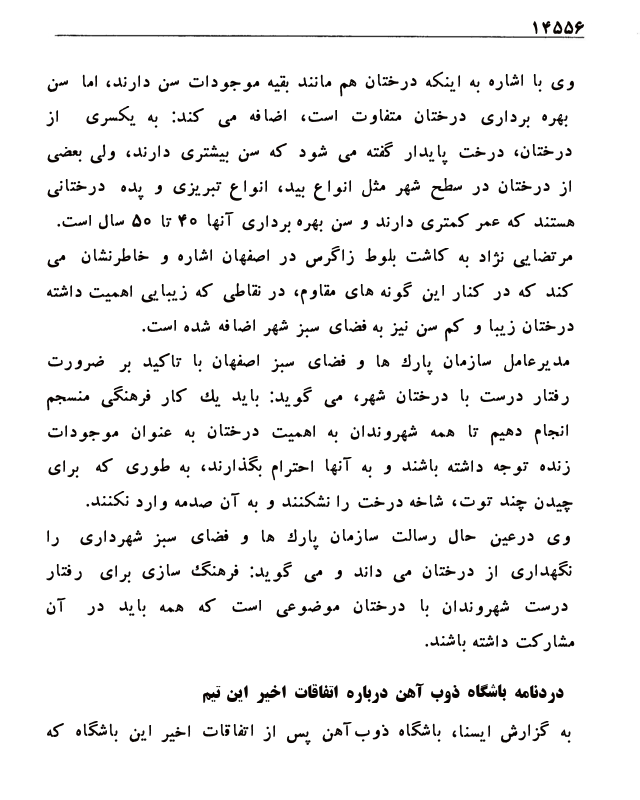 ۱۴۵۵۶
وی با اشاره به اینکه درختان هم مانند بقیه موجودات سن دارند، اما سن
بهره برداری درختان متفاوت است، اضافه می کند: به یکسری از
درختان، درخت پایدار گفته می شود که سن بیشتری دارند، ولی بعضی
از درختان در سطح شهر مثل انواع بید، انواع تبریزی و پده درختانی
هستند که عمر کمتری دارند و سن بهره برداری آنها ۴۰ تا ۵۰ سال است.
مرتضایی نژاد به کاشت بلوط زاگرس در اصفهان اشاره و خاطرنشان می
کند که در کنار این گونه های مقاوم، در نقاطی که زیبایی اهمیت داشته
درختان زیبا و کم سن نیز به فضای سبز شهر اضافه شده است.
مدیرعامل سازمان پارك ها و فضای سبز اصفهان با تاکید بر ضرورت
رفتار درست با درختان شهر، می گوید: باید یك کار فرهنگی منسجم
انجام دهیم تا همه شهروندان به اهمیت درختان به عنوان موجودات
زنده توجه داشته باشند و به آنها احترام بگذارند، به طوری که برای
چیدن چند توت، شاخه درخت را نشکنند و به آن صدمه وارد نکنند.
وی درعین حال رسالت سازمان پارك ها و فضای سبز شهرداری را
نگهداری از درختان می داند و می گوید: فرهنگ سازی برای رفتار
درست شهروندان با درختان موضوعی است که همه باید در آن
مشارکت داشته باشند.
دردنامه باشگاه ذوب آهن درباره اتفاقات اخیر این تیم
به گزارش ایسنا، باشگاه ذوب‌آهن پس از اتفاقات اخیر این باشگاه که